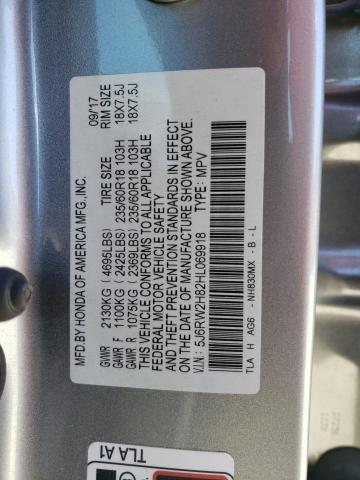 MFD.BY HONDA OF AMERICA MFG.,INC. 09/'17
TIRE SIZE RIM SIZE
GVWR 2130KG ( 4695LBS)
GAWR F 1100KG ( 2425LBS) 235/60R18 103H 18X7.5J
GAWR R 1075KG ( 2369LBS) 235/60R18 103H 18X7.5J
THIS VEHICLE CONFORMS TO ALL APPLICABLE
FEDERAL MOTOR VEHICLE SAFETY
AND THEFT PREVENTION STANDARDS IN EFFECT
ON THE DATE OF MANUFACTURE SHOWN ABOVE.
V.I.N.: 5J6RW2H82HL069918 TYPE: MPV
TLA H AG6 - NH830MX - B - L
TLA A1